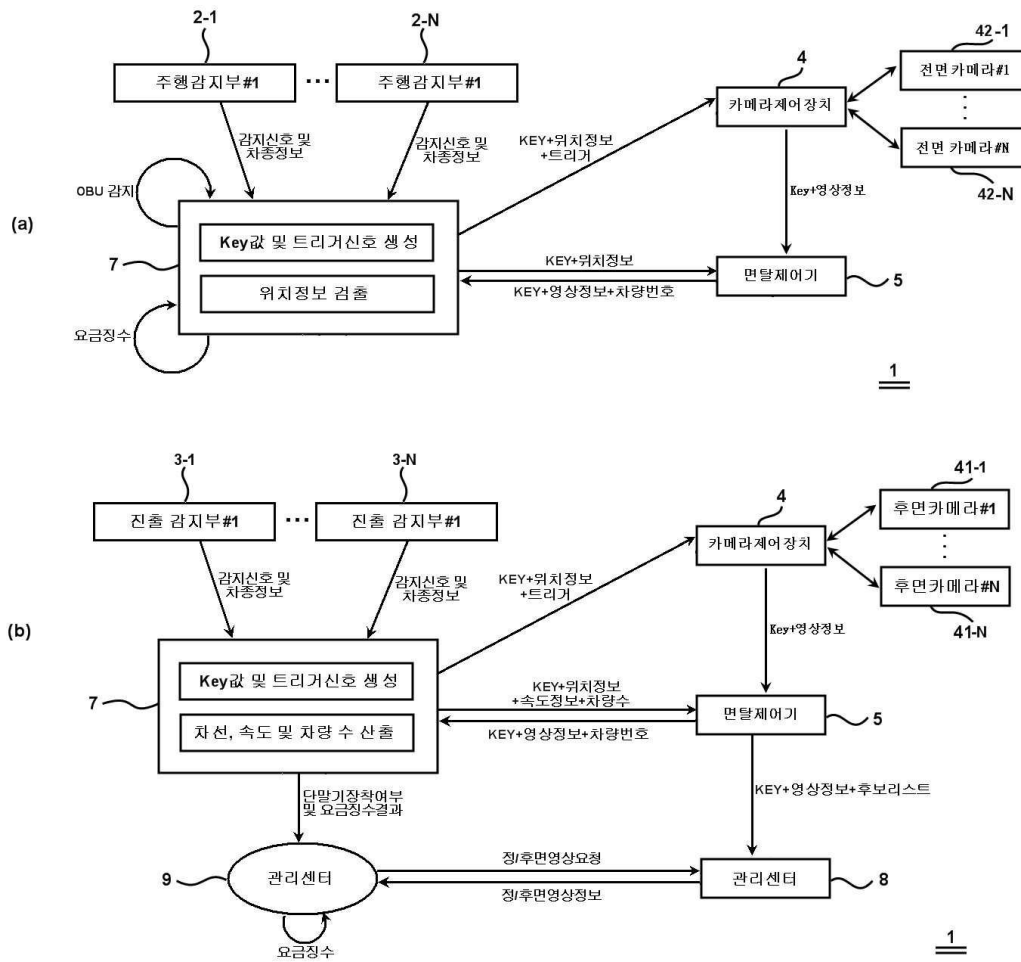 2-1
2-N
주행감지부#1
...
주행감지부#1
감지신호 및
차종정보
감지신호 및
차종정보
KEY+위치정보
+트리거
4
카메라제어장치
42-1
전면카메라#1
전면 카메라#N
42-N
OBU 감지
(a)
7
Key값 및 트리거신호 생성
위치정보 검출
요금징수
Key+영상정보
KEY+위치정보
KEY+영상정보+차량번호
면탈제어기
5
1
3-1
3-N
진출 감지부#1
...
진출 감지부#1
감지신호 및
차종정보
감지신호 및
차종정보
KEY+위치정보
+트리거
4
카메라제어장치
41-1
후면카메라#1
후면카메라#N
41-N
(b)
7
Key값 및 트리거신호 생성
차선, 속도 및 차량 수 산출
Key+영상정보
KEY+위치정보
+속도정보+차량수
KEY+영상정보+차량번호
면탈제어기
5
단말기장착여부
및 요금징수결과
KEY+영상정보+후보리스트
9
관리센터
정/후면영상요청
정/후면영상정보
관리센터
8
요금징수
1